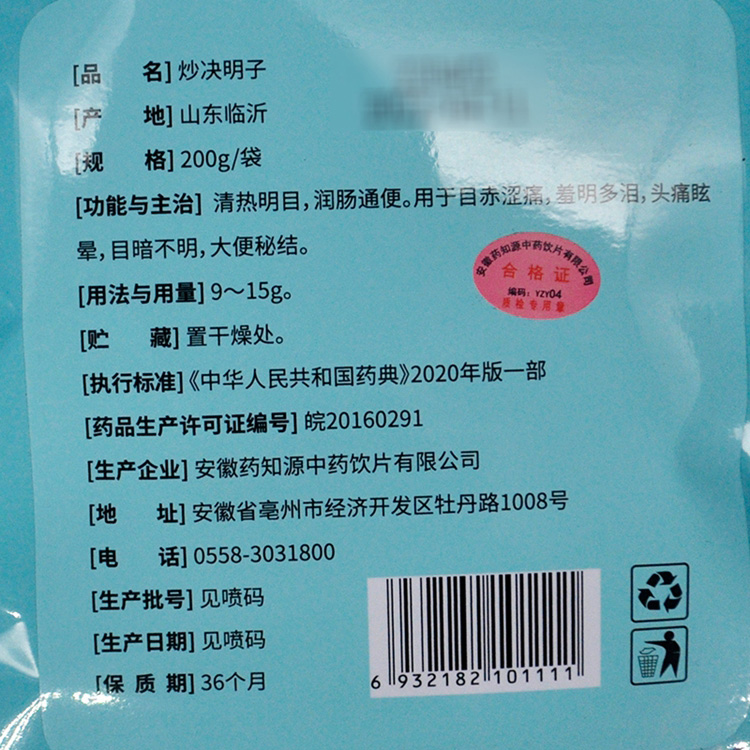 [品 名] 炒决明子
[产 地] 山东临沂
[规 格] 200g/袋
[功能与主治] 清热明目，润肠通便。用于目赤涩痛，羞明多泪，头痛眩
晕，目暗不明，大便秘结。
[用法与用量] 9～15g。
[贮 藏] 置干燥处。
[执行标准]《中华人民共和国药典》2020年版一部
[药品生产许可证编号] 皖20160291
[生产企业] 安徽药知源中药饮片有限公司
[地 址] 安徽省亳州市经济开发区牡丹路1008号
[电 话] 0558-3031800
[生产批号] 见喷码
[生产日期] 见喷码
[保 质 期] 36个月
安徽药知源中药饮片有限公司
合格证
编码：YZY04
质检专用章
6 932182 101111